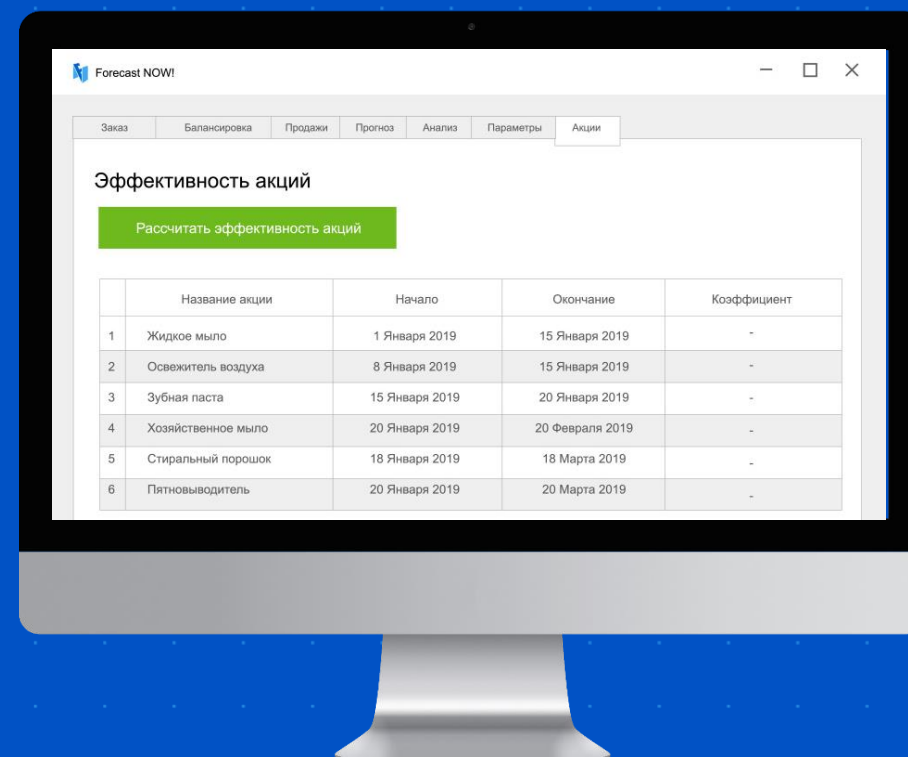 Forecast NOW!
Заказ Балансировка Продажи Прогноз Анализ Параметры Акции
Эффективность акций
Рассчитать эффективность акций
Название акции Начало Окончание Коэффициент
1 Жидкое мыло 1 Января 2019 15 Января 2019 -
2 Освежитель воздуха 8 Января 2019 15 Января 2019 -
3 Зубная паста 15 Января 2019 20 Января 2019 -
4 Хозяйственное мыло 20 Января 2019 20 Февраля 2019 -
5 Стиральный порошок 18 Января 2019 18 Марта 2019 -
6 Пятновыводитель 20 Января 2019 20 Марта 2019 -